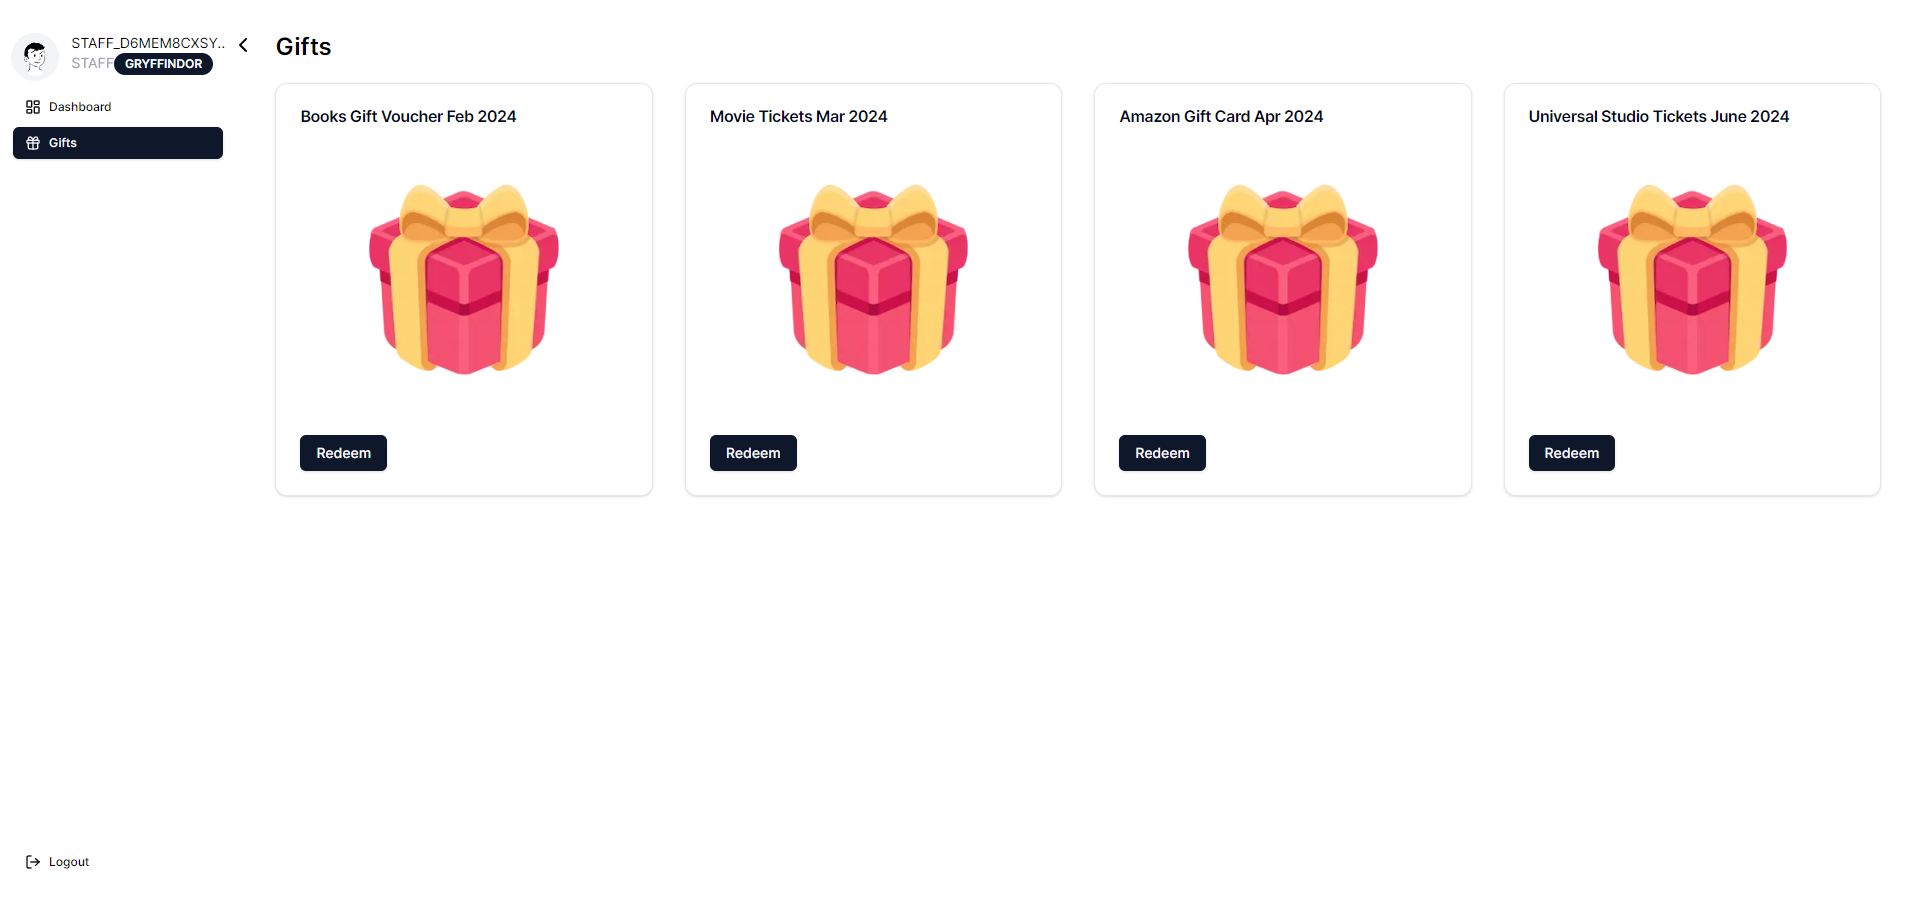 STAFF_D6MEM8CXSY..
STAFF GRYFFINDOR
Dashboard
Gifts
Logout
Gifts
Books Gift Voucher Feb 2024
Redeem
Movie Tickets Mar 2024
Redeem
Amazon Gift Card Apr 2024
Redeem
Universal Studio Tickets June 2024
Redeem